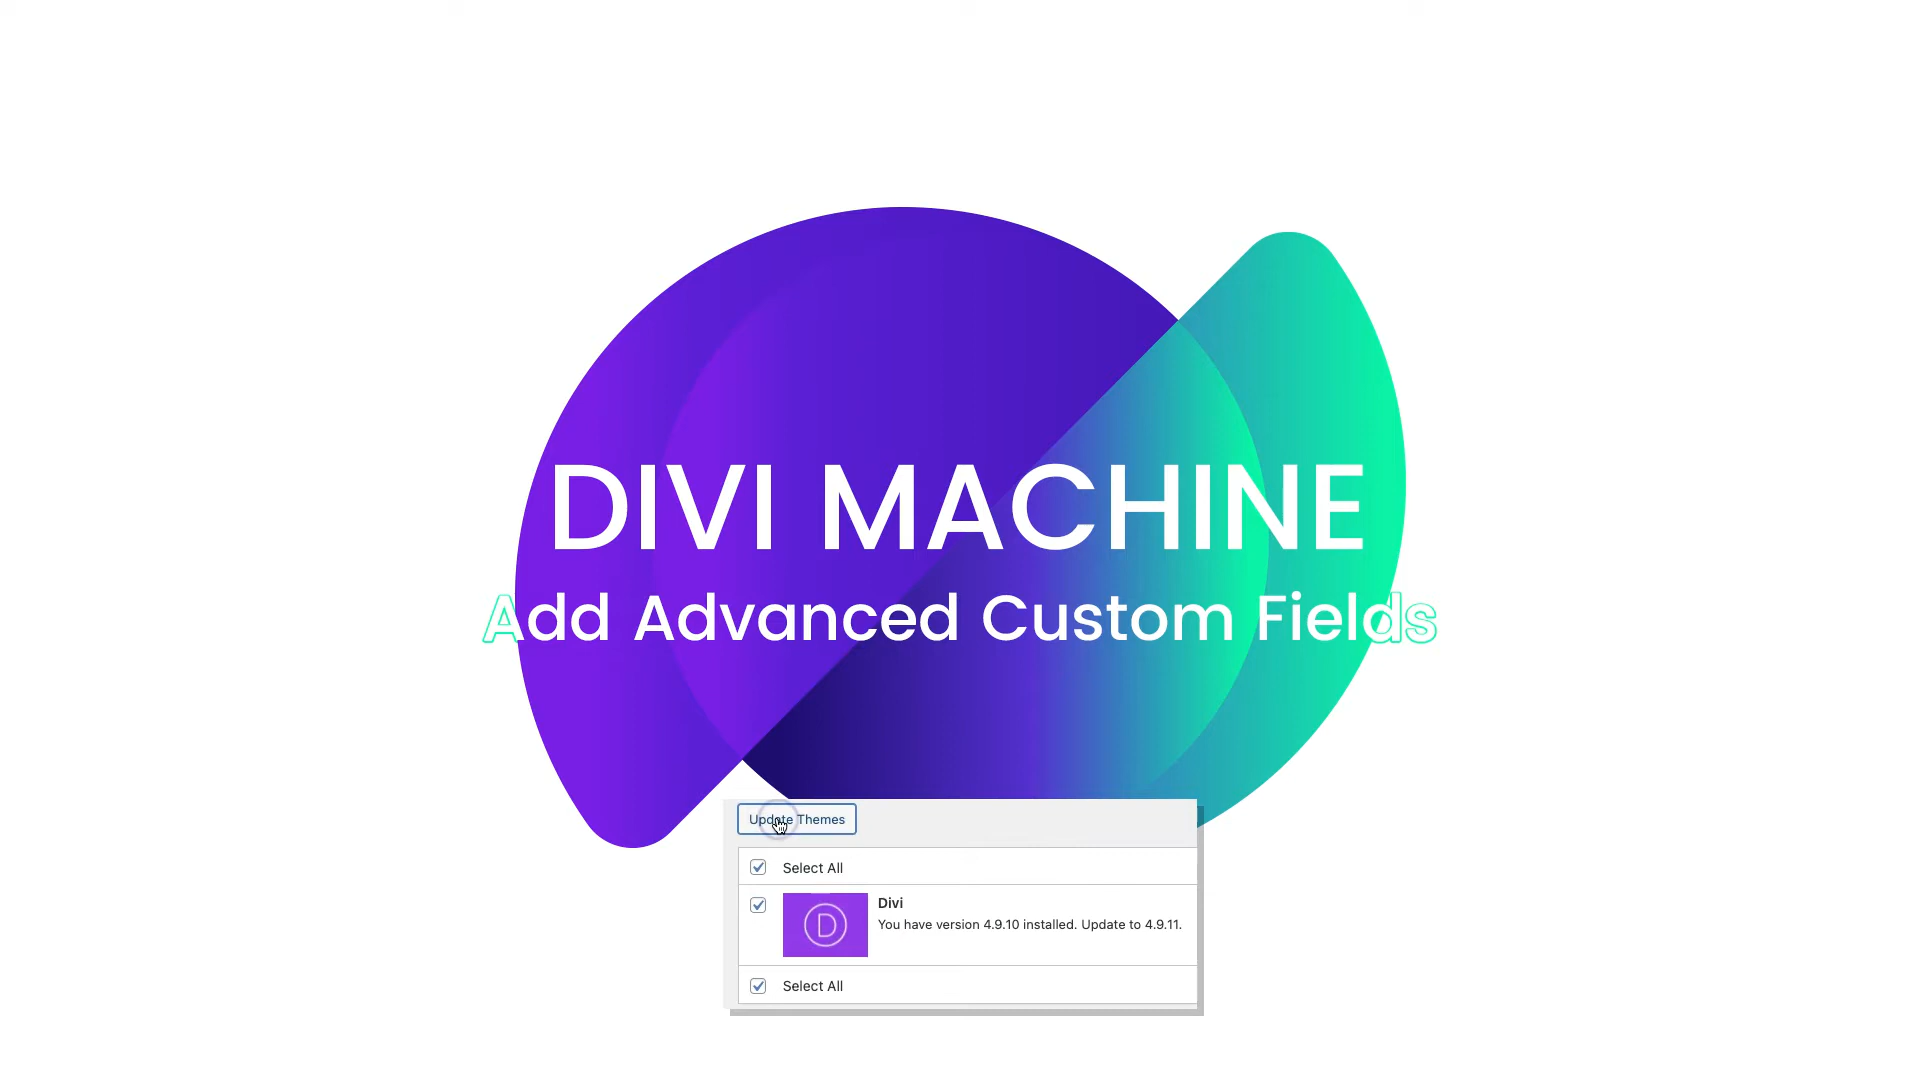 DIVI MACHINE
Add Advanced Custom Fields
Update Themes
Select All
D
Divi
You have version 4.9.10 installed. Update to 4.9.11.
Select All